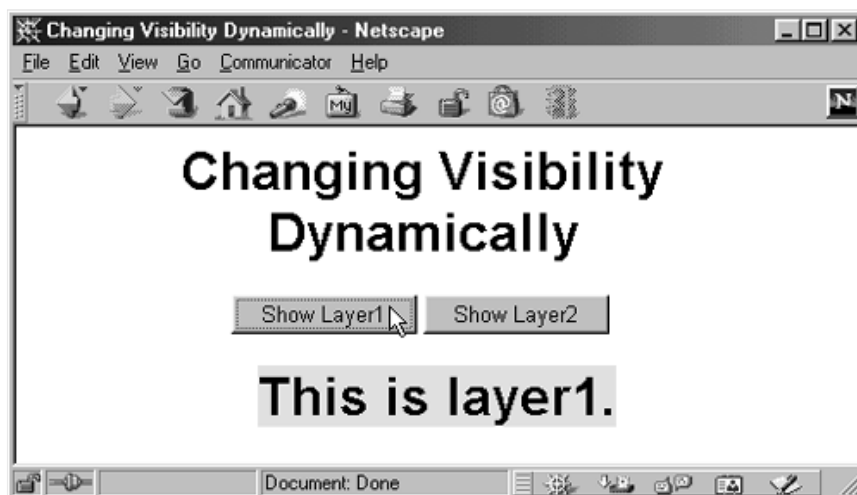 Changing Visibility Dynamically - Netscape
File Edit View Go Communicator Help
My
N
Changing Visibility
Dynamically
Show Layer1 Show Layer2
This is layer1.
Document: Done